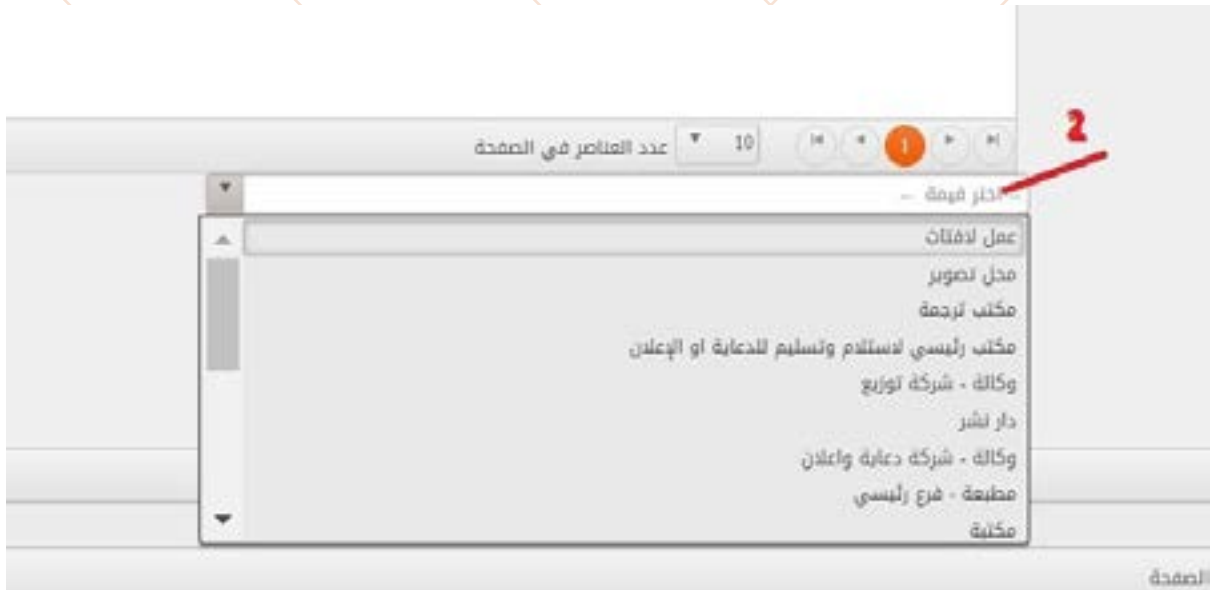 2
1 10 عدد العناصر في الصفحة
-- اختر قيمة --
عمل لافتات
محل تصوير
مكتب ترجمة
مكتب رئيسي لاستلام وتسليم للدعاية او الإعلان
وكالة - شركة توزيع
دار نشر
وكالة - شركة دعاية واعلان
مطبعة - فرع رئيسي
مكتبة
الصفحة